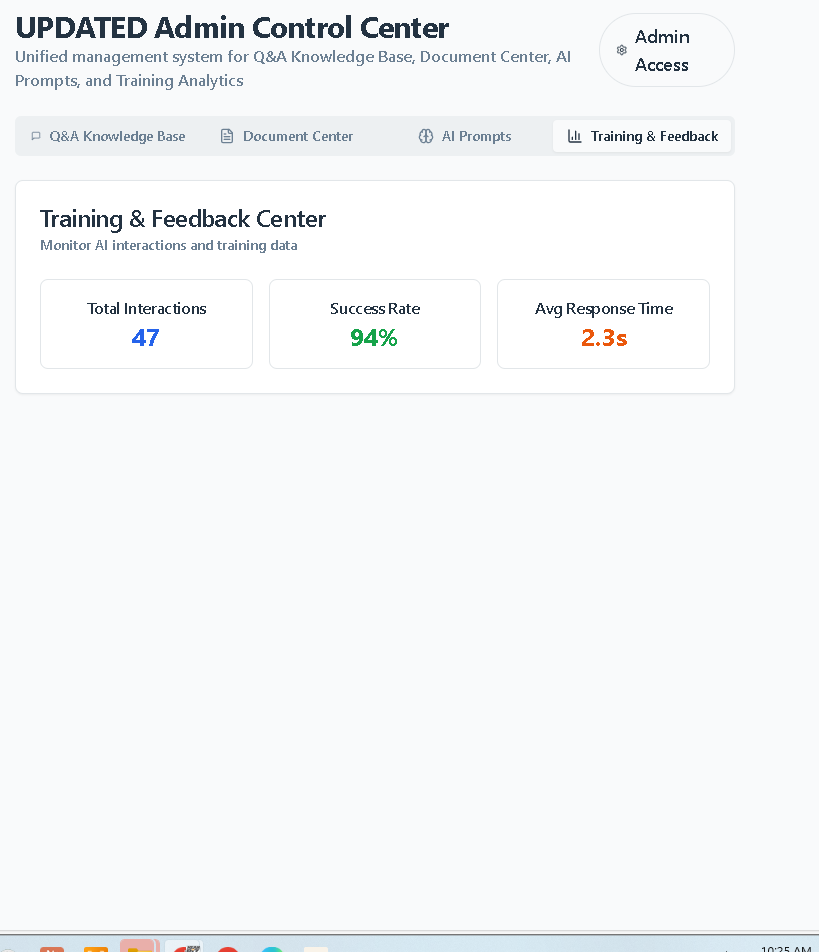 UPDATED Admin Control Center
Unified management system for Q&A Knowledge Base, Document Center, AI
Prompts, and Training Analytics
Admin
Access
Q&A Knowledge Base
Document Center
AI Prompts
Training & Feedback
Training & Feedback Center
Monitor AI interactions and training data
Total Interactions
47
Success Rate
94%
Avg Response Time
2.3s
10:25 AM